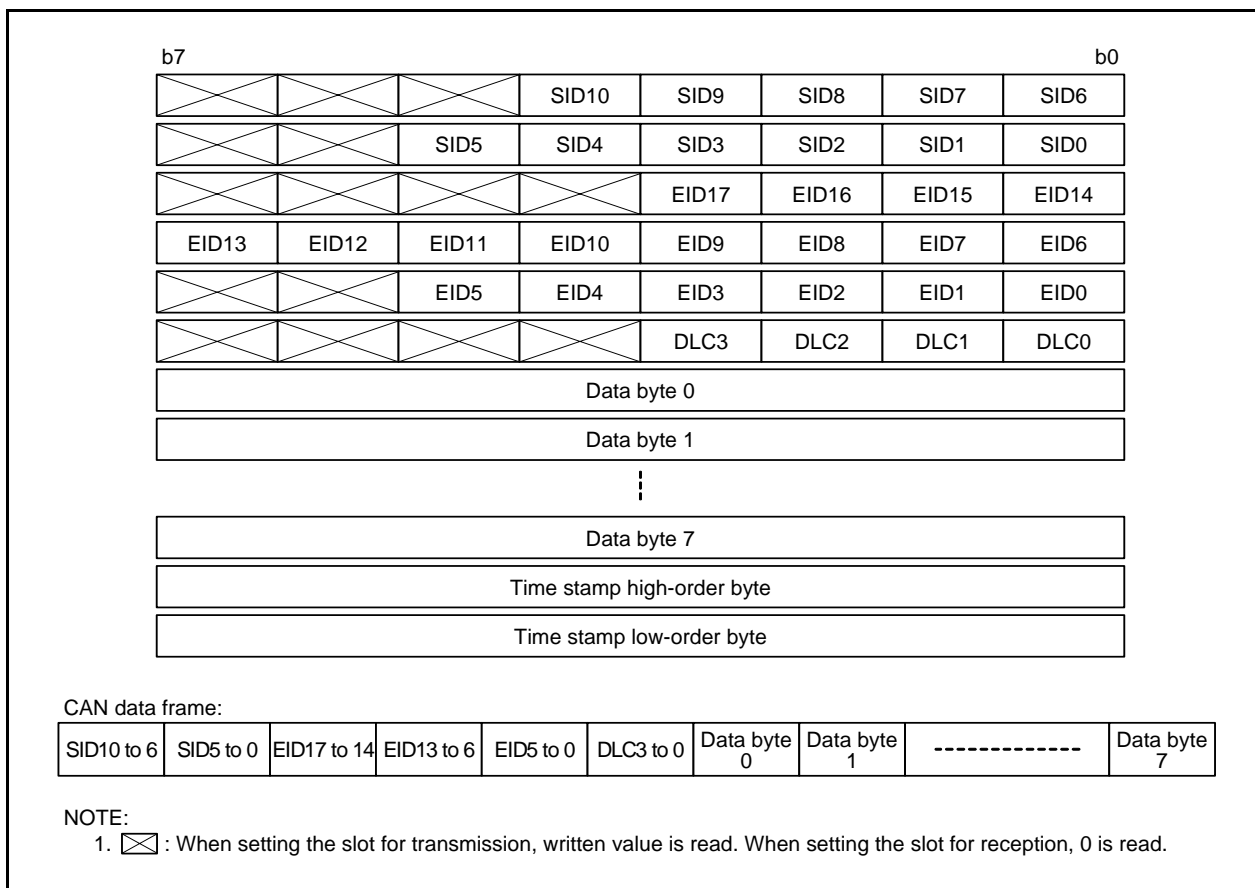 b7 b0
SID10 SID9 SID8 SID7 SID6
SID5 SID4 SID3 SID2 SID1 SID0
EID17 EID16 EID15 EID14
EID13 EID12 EID11 EID10 EID9 EID8 EID7 EID6
EID5 EID4 EID3 EID2 EID1 EID0
DLC3 DLC2 DLC1 DLC0
Data byte 0
Data byte 1
Data byte 7
Time stamp high-order byte
Time stamp low-order byte
CAN data frame:
SID10 to 6 SID5 to 0 EID17 to 14 EID13 to 6 EID5 to 0 DLC3 to 0 Data byte 0 Data byte 1 Data byte 7
NOTE:
1. : When setting the slot for transmission, written value is read. When setting the slot for reception, 0 is read.